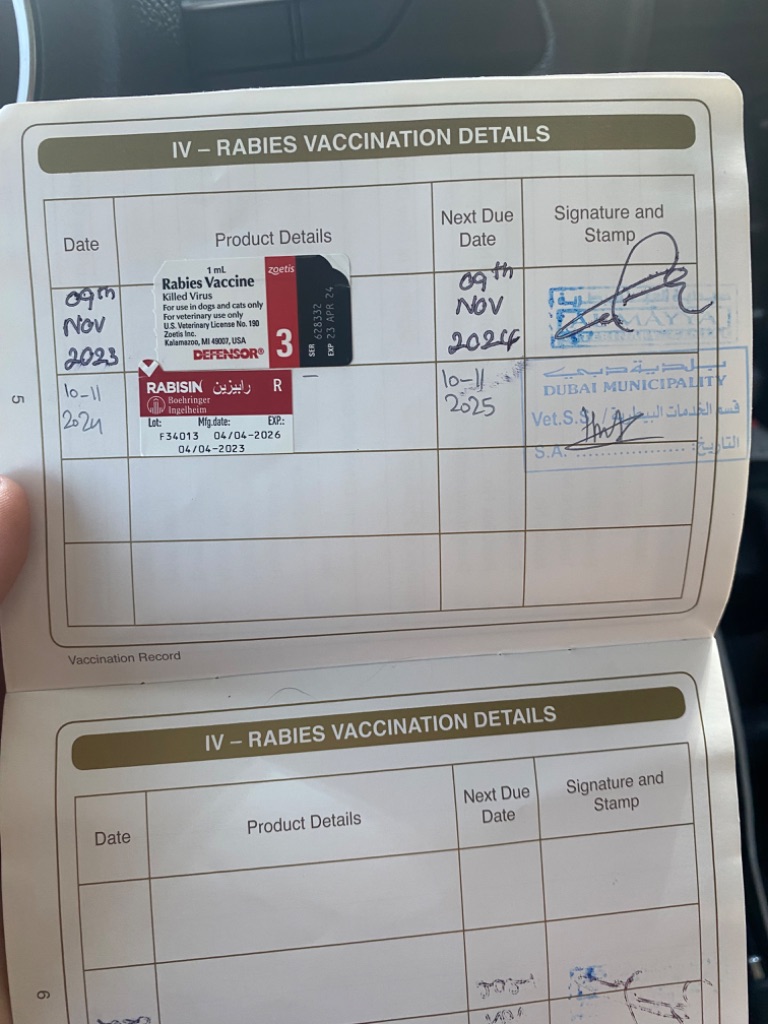 IV – RABIES VACCINATION DETAILS
Date
Product Details
Next Due
Date
Signature and
Stamp
09th
NOV
2023
1 mL
Rabies Vaccine
Killed Virus
For use in dogs and cats only
For veterinary use only
U.S. Veterinary License No. 190
Zoetis Inc.
Kalamazoo, MI 49007, USA
DEFENSOR®
zoetis
3
SER 628332
EXP 23 APR 24
09th
NOV
2024
10-11
2024
RABISIN رابيزين R
Boehringer
Ingelheim
Lot: Mfg.date: EXP.:
F34013 04/04-2026
04/04-2023
10-11
2025
بلدية دبي
DUBAI MUNICIPALITY
Vet.S.S / قسم الخدمات البيطرية
S.A. التاريخ:
5
Vaccination Record
IV – RABIES VACCINATION DETAILS
Date
Product Details
Next Due
Date
Signature and
Stamp
6